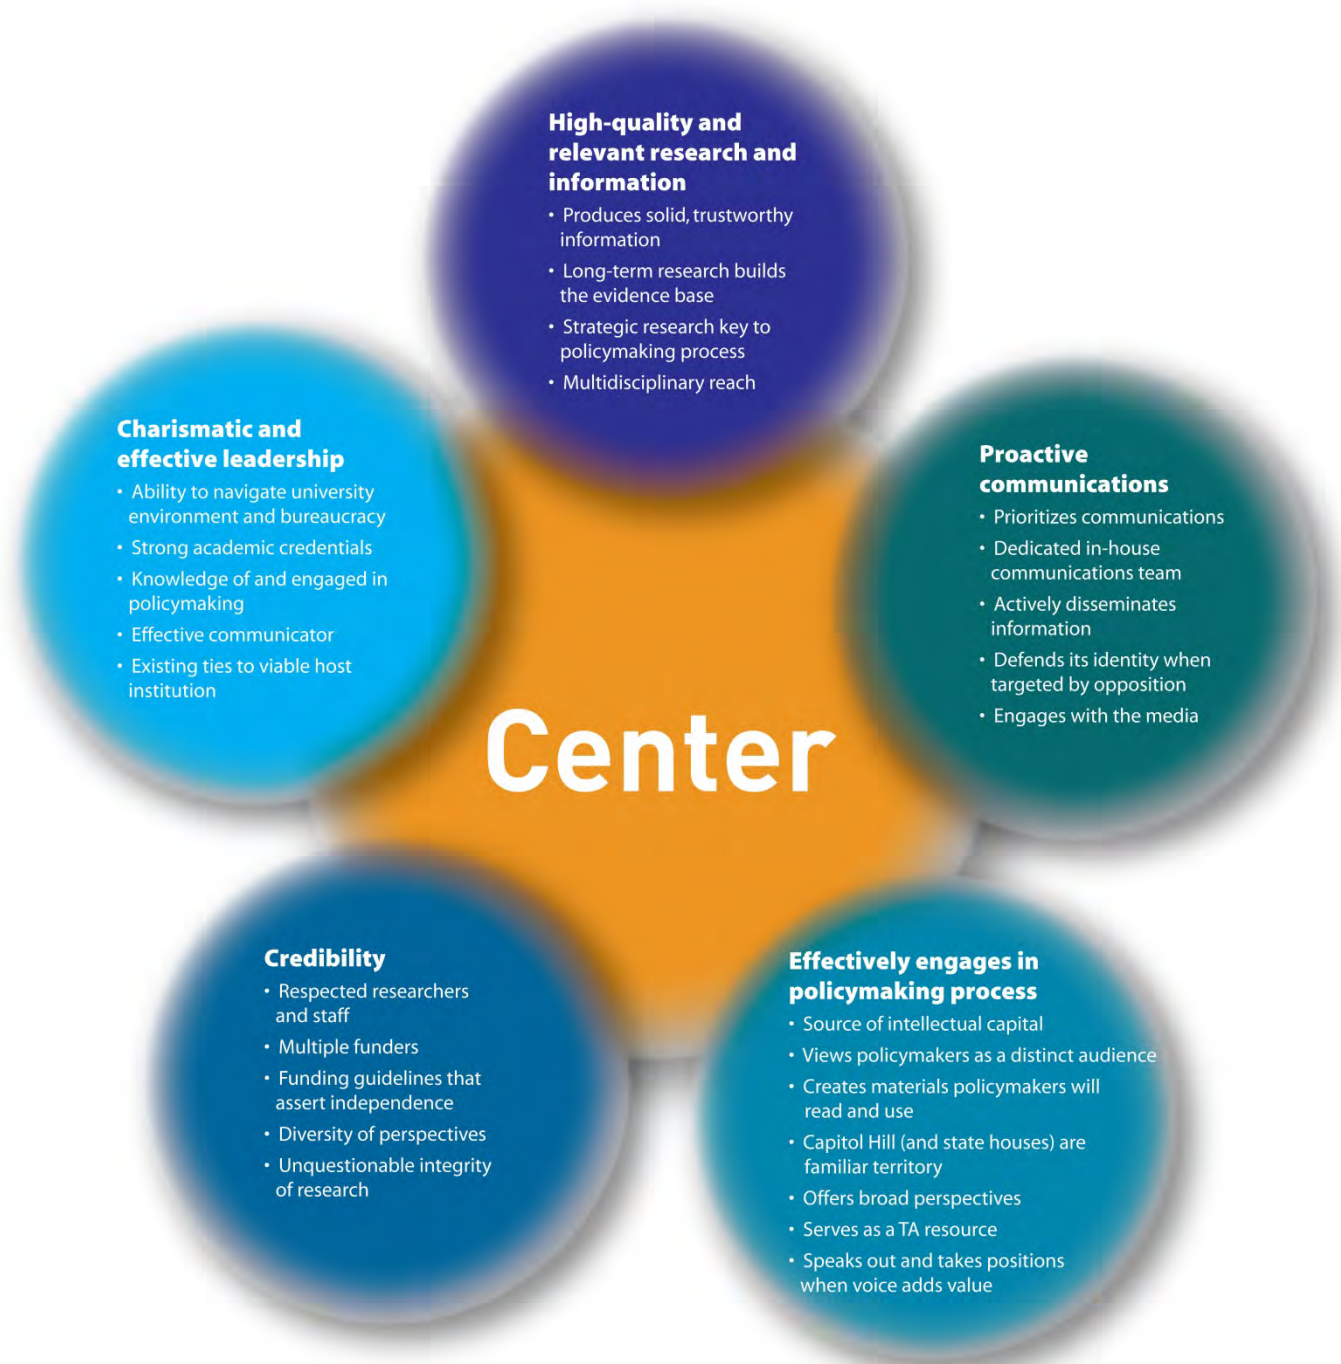 High-quality and
relevant research and
information
• Produces solid, trustworthy
information
• Long-term research builds
the evidence base
• Strategic research key to
policymaking process
• Multidisciplinary reach
Charismatic and
effective leadership
• Ability to navigate university
environment and bureaucracy
• Strong academic credentials
• Knowledge of and engaged in
policymaking
• Effective communicator
• Existing ties to viable host
institution
Proactive
communications
• Prioritizes communications
• Dedicated in-house
communications team
• Actively disseminates
information
• Defends its identity when
targeted by opposition
• Engages with the media
Center
Credibility
• Respected researchers
and staff
• Multiple funders
• Funding guidelines that
assert independence
• Diversity of perspectives
• Unquestionable integrity
of research
Effectively engages in
policymaking process
• Source of intellectual capital
• Views policymakers as a distinct audience
• Creates materials policymakers will
read and use
• Capitol Hill (and state houses) are
familiar territory
• Offers broad perspectives
• Serves as a TA resource
• Speaks out and takes positions
when voice adds value